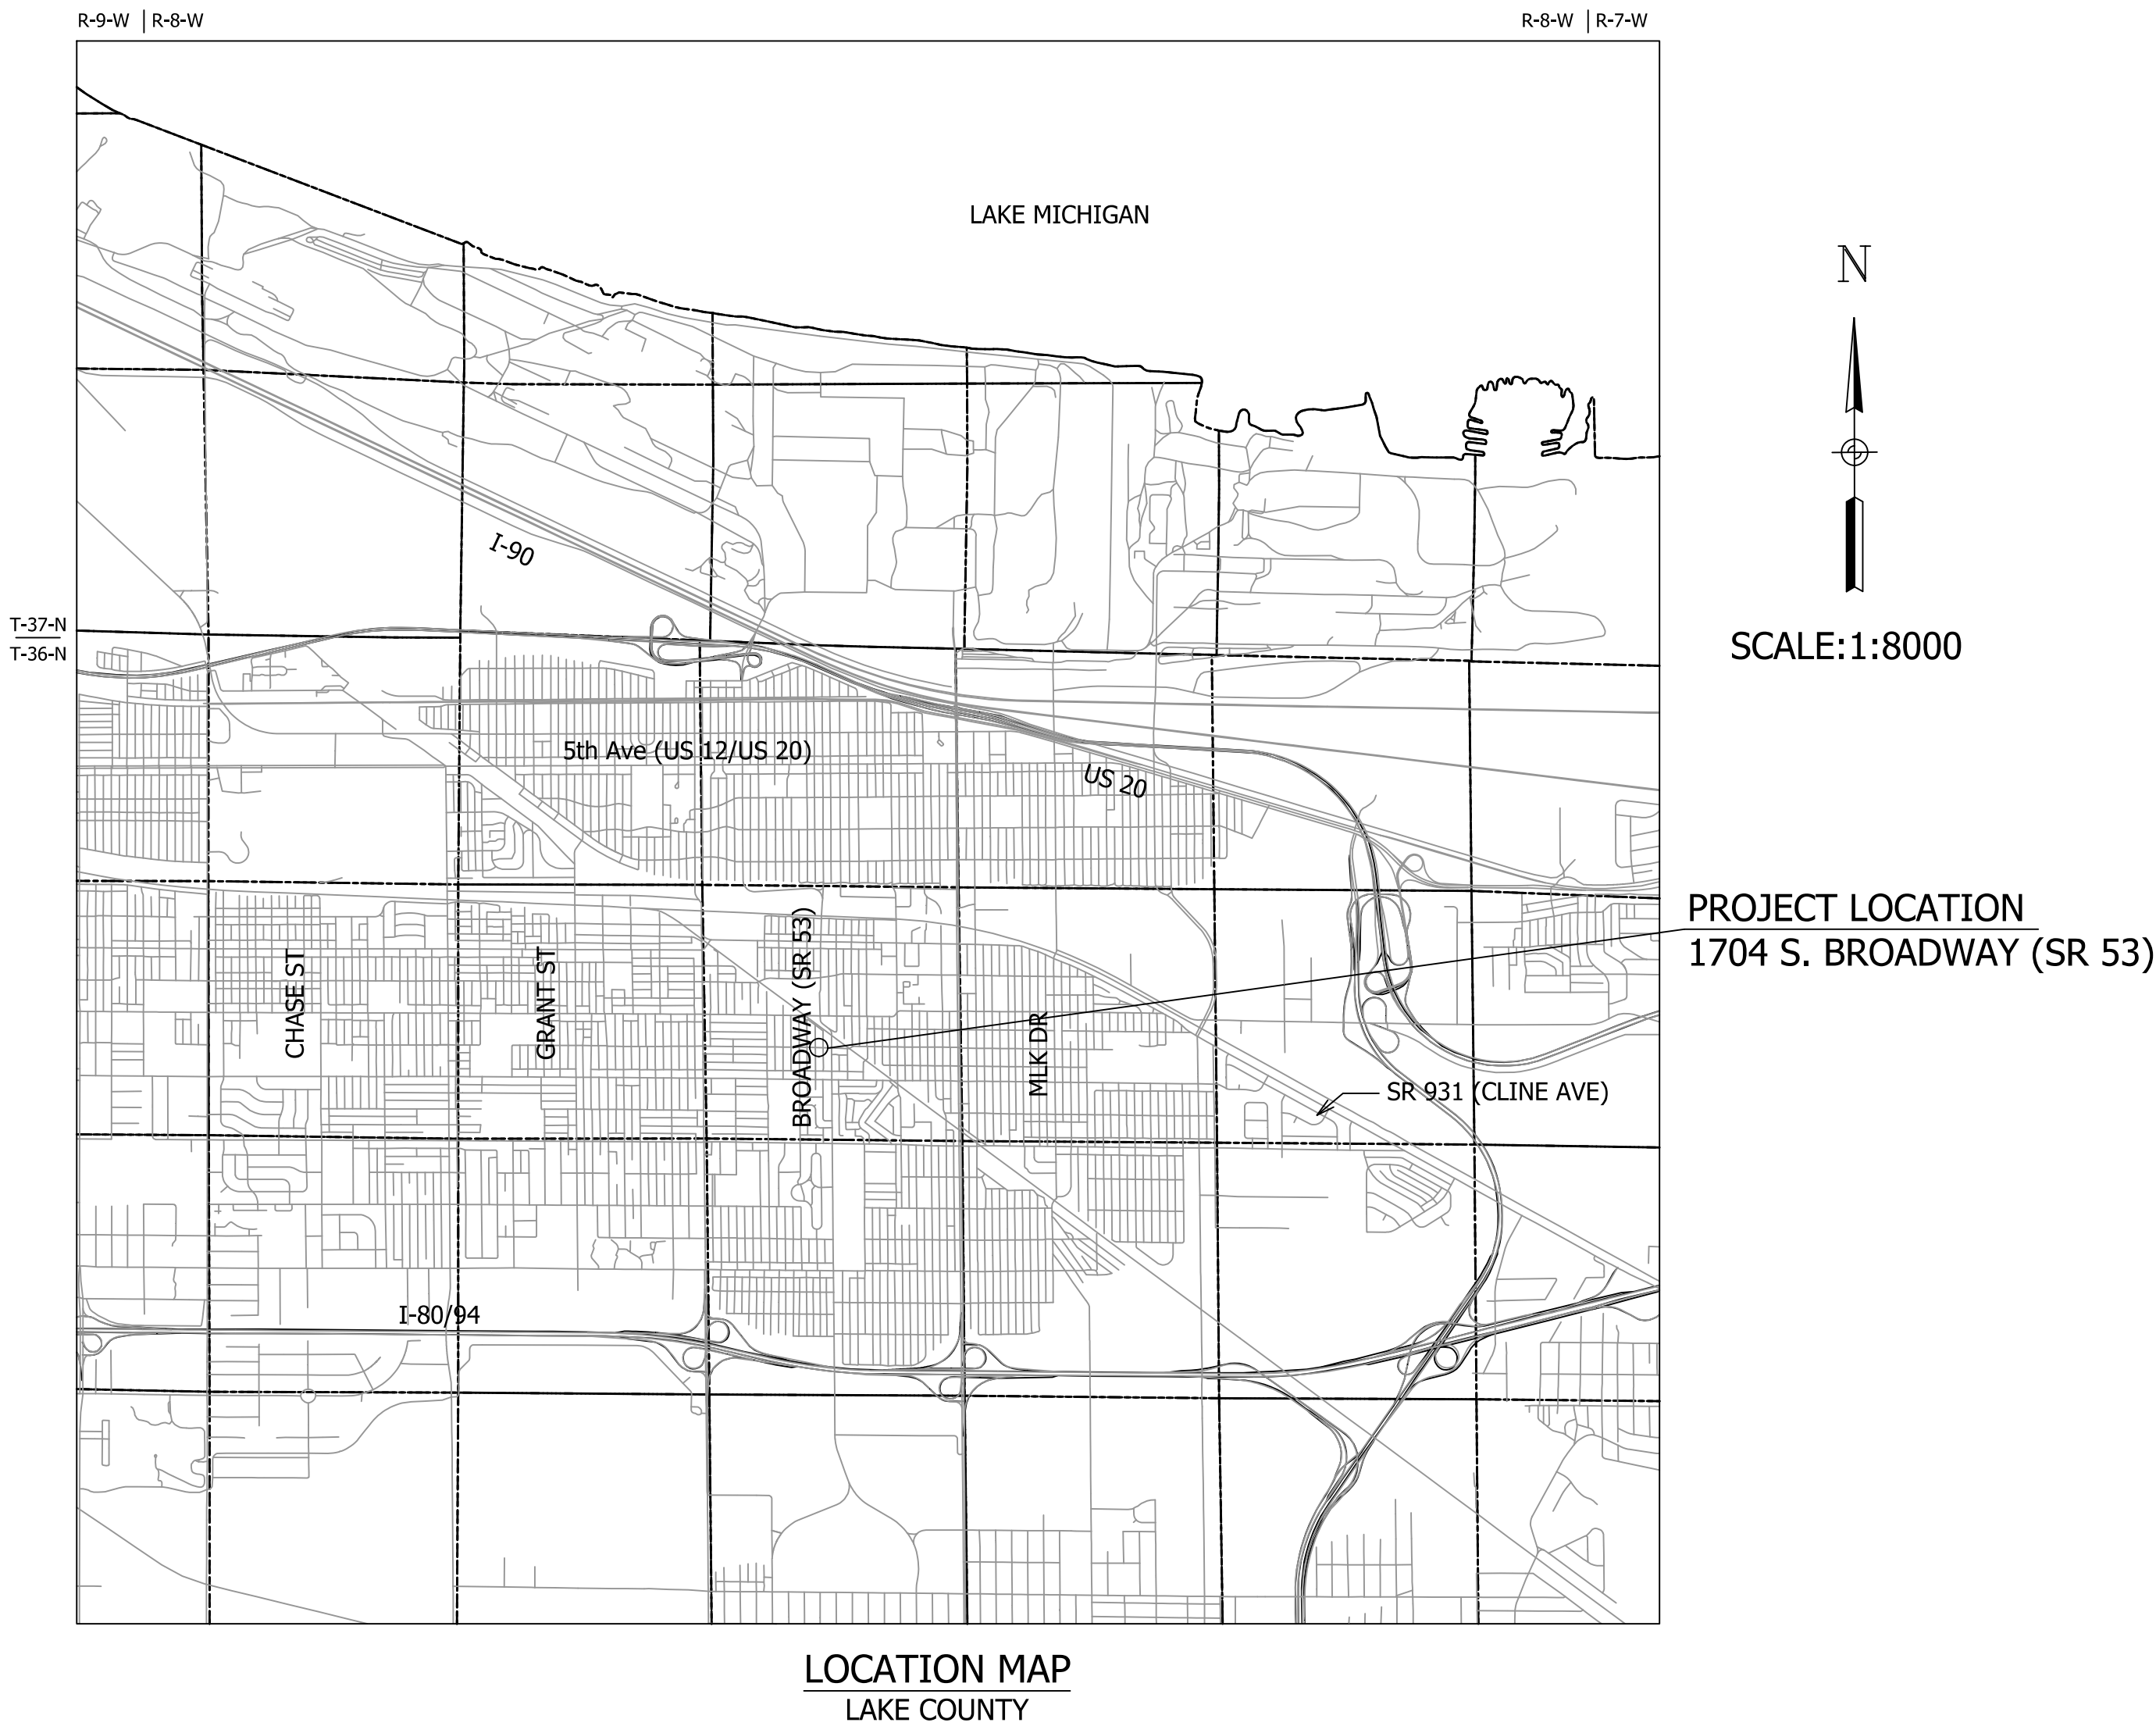 R-9-W | R-8-W
R-8-W | R-7-W
LAKE MICHIGAN
N
I-90
T-37-N
T-36-N
SCALE:1:8000
5th Ave (US 12/US 20)
US 20
PROJECT LOCATION
1704 S. BROADWAY (SR 53)
CHASE ST
GRANT ST
BROADWAY (SR 53)
MLK DR
SR 931 (CLINE AVE)
I-80/94
LOCATION MAP
LAKE COUNTY